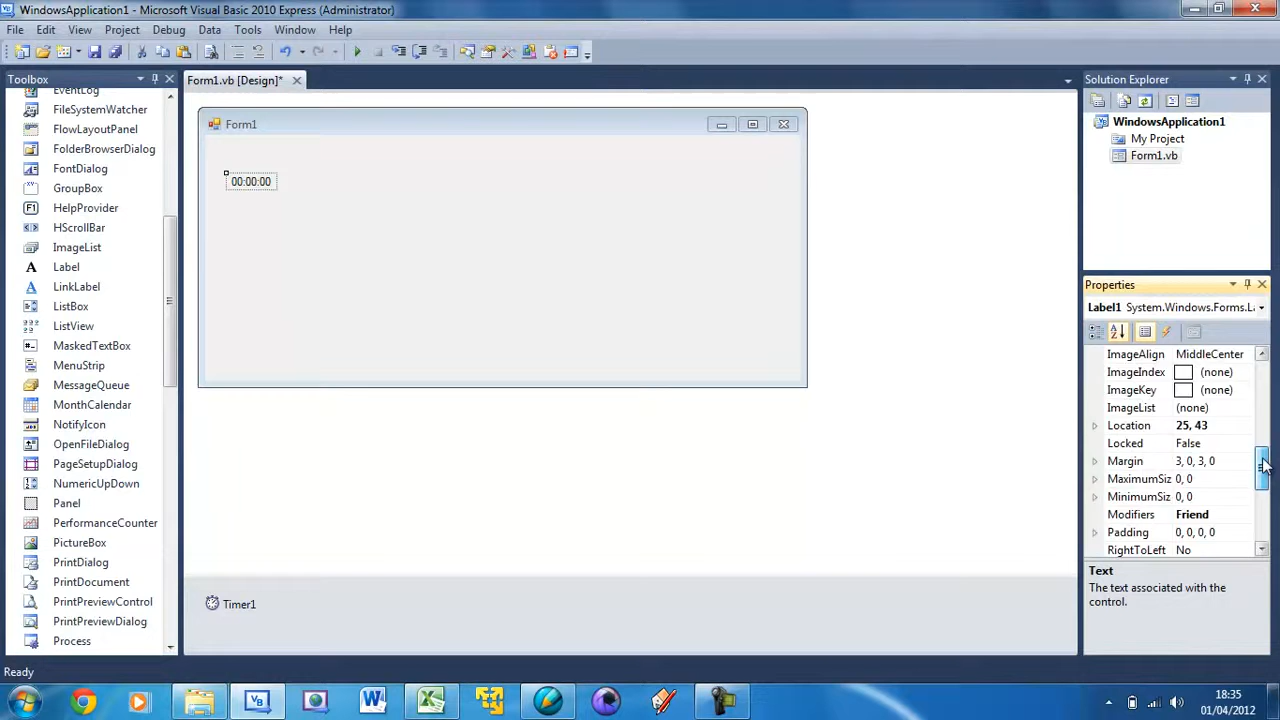 WindowsApplication1 - Microsoft Visual Basic 2010 Express (Administrator)
File Edit View Project Debug Data Tools Window Help
Toolbox
EventLog
FileSystemWatcher
FlowLayoutPanel
FolderBrowserDialog
FontDialog
GroupBox
HelpProvider
HScrollBar
ImageList
Label
LinkLabel
ListBox
ListView
MaskedTextBox
MenuStrip
MessageQueue
MonthCalendar
NotifyIcon
OpenFileDialog
PageSetupDialog
NumericUpDown
Panel
PerformanceCounter
PictureBox
PrintDialog
PrintDocument
PrintPreviewControl
PrintPreviewDialog
Process
Form1.vb [Design]*
Form1
00:00:00
Timer1
Solution Explorer
WindowsApplication1
My Project
Form1.vb
Properties
Label1 System.Windows.Forms.La
ImageAlign MiddleCenter
ImageIndex (none)
ImageKey (none)
ImageList (none)
Location 25, 43
Locked False
Margin 3, 0, 3, 0
MaximumSiz 0, 0
MinimumSiz 0, 0
Modifiers Friend
Padding 0, 0, 0, 0
RightToLeft No
Text
The text associated with the
control.
Ready
18:35
01/04/2012